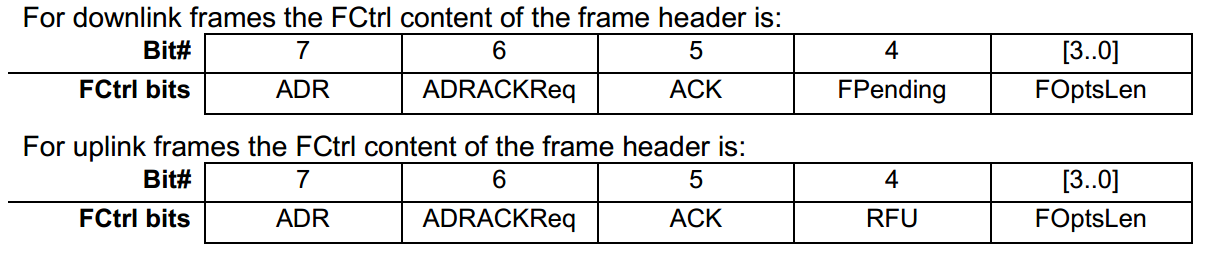 For downlink frames the FCtrl content of the frame header is:
Bit# 7 6 5 4 [3..0]
FCtrl bits ADR ADRACKReq ACK FPending FOptsLen
For uplink frames the FCtrl content of the frame header is:
Bit# 7 6 5 4 [3..0]
FCtrl bits ADR ADRACKReq ACK RFU FOptsLen